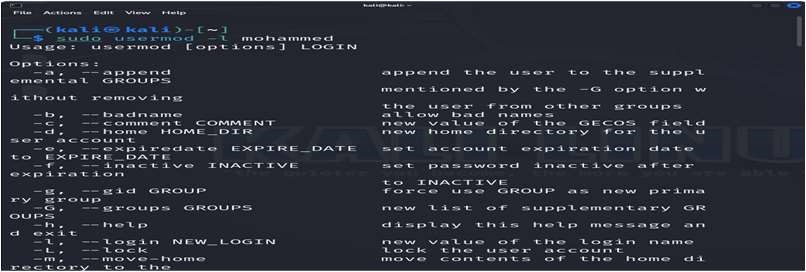 kali@kali: ~
File Actions Edit View Help
┌──(kali㉿kali)-[~]
└─$ sudo usermod -l mohammed
Usage: usermod [options] LOGIN
Options:
-a, --append append the user to the suppl
emental GROUPS
mentioned by the -G option w
ithout removing
the user from other groups
-b, --badname allow bad names
-c, --comment COMMENT new value of the GECOS field
-d, --home HOME_DIR new home directory for the u
ser account
-e, --expiredate EXPIRE_DATE set account expiration date
to EXPIRE_DATE
-f, --inactive INACTIVE set password inactive after
expiration
to INACTIVE
-g, --gid GROUP force use GROUP as new prima
ry group
-G, --groups GROUPS new list of supplementary GR
OUPS
-h, --help display this help message an
d exit
-l, --login NEW_LOGIN new value of the login name
-L, --lock lock the user account
-m, --move-home move contents of the home di
rectory to the